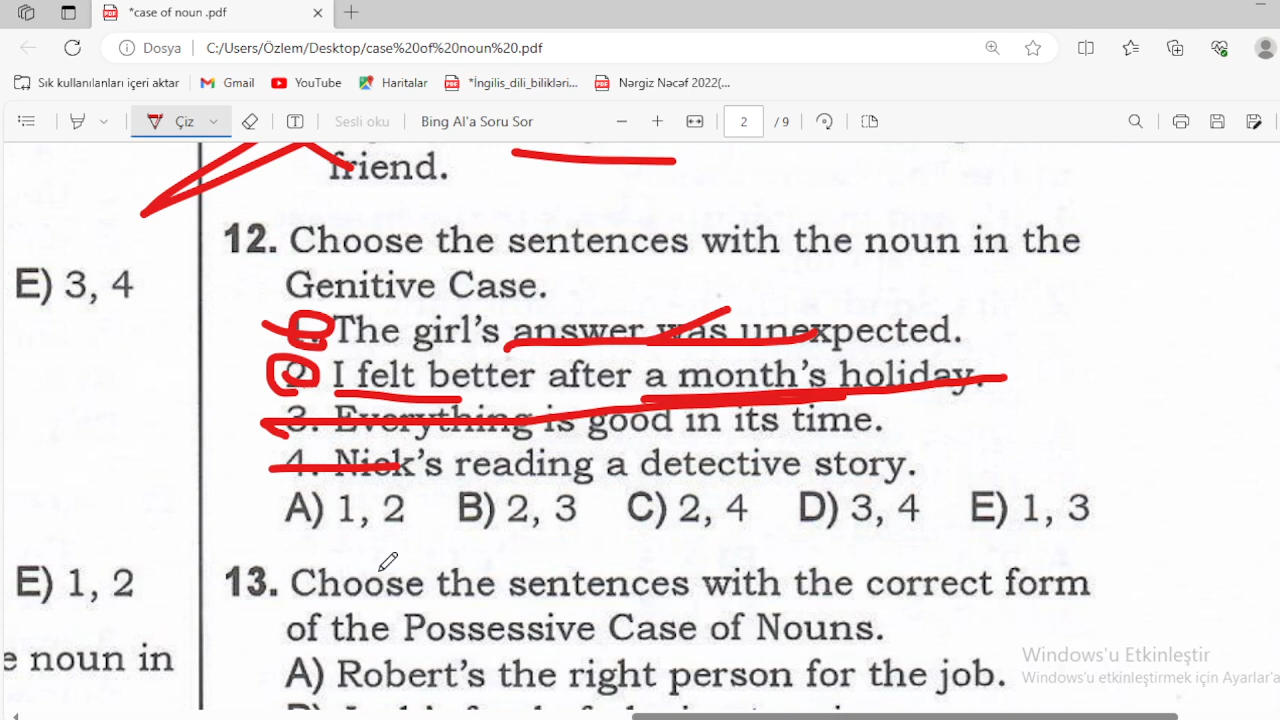 *case of noun .pdf
Dosya C:/Users/Özlem/Desktop/case%20of%20noun%20.pdf
Sık kullanılanları içeri aktar Gmail YouTube Haritalar *İngilis_dili_bilikləri... Nərgiz Nəcəf 2022(...
Çiz Sesli oku Bing AI'a Soru Sor 2 / 9
friend.
12. Choose the sentences with the noun in the
Genitive Case.
1. The girl's answer was unexpected.
2. I felt better after a month's holiday.
3. Everything is good in its time.
4. Nick's reading a detective story.
A) 1, 2 B) 2, 3 C) 2, 4 D) 3, 4 E) 1, 3
13. Choose the sentences with the correct form
of the Possessive Case of Nouns.
A) Robert's the right person for the job.
E) 3, 4
E) 1, 2
e noun in
Windows'u Etkinleştir
Windows'u etkinleştirmek için Ayarlar'a